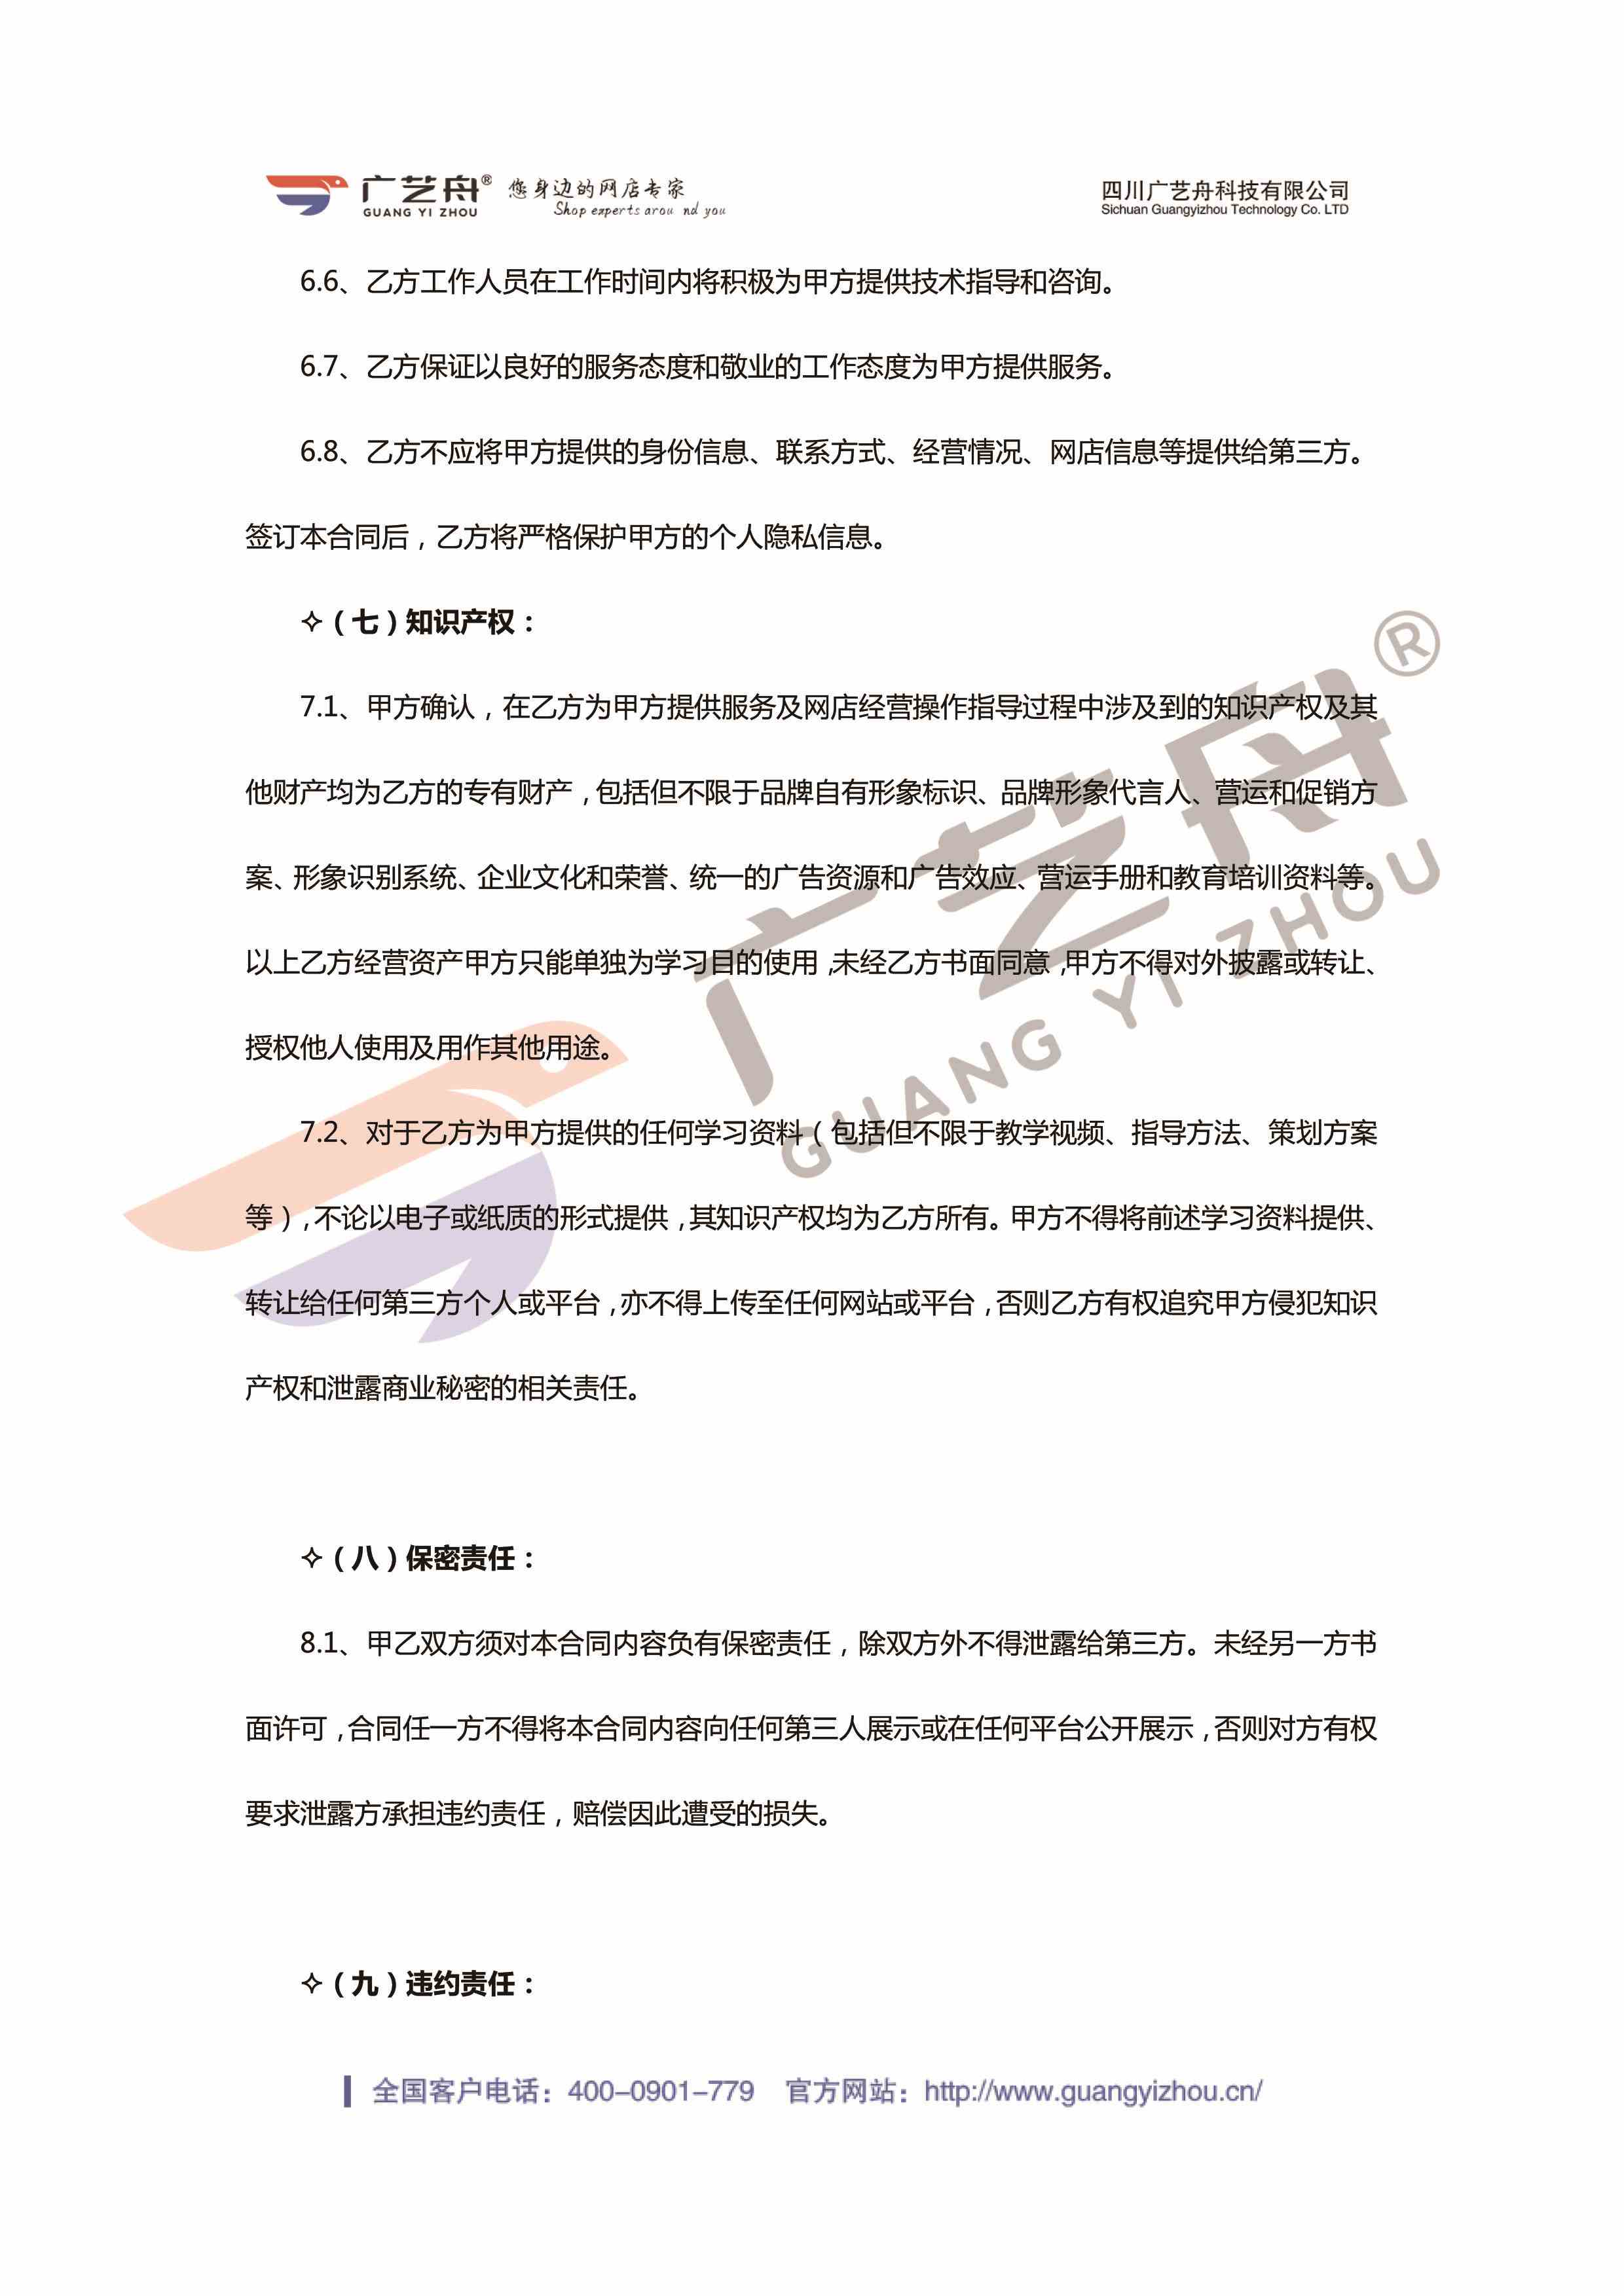 广艺舟® 您身边的网店专家 四川广艺舟科技有限公司
GUANG YI ZHOU Shop experts arou nd you Sichuan Guangyizhou Technology Co. LTD
6.6、乙方工作人员在工作时间内将积极为甲方提供技术指导和咨询。
6.7、乙方保证以良好的服务态度和敬业的工作态度为甲方提供服务。
6.8、乙方不应将甲方提供的身份信息、联系方式、经营情况、网店信息等提供给第三方。
签订本合同后，乙方将严格保护甲方的个人隐私信息。
✧（七）知识产权：
7.1、甲方确认，在乙方为甲方提供服务及网店经营操作指导过程中涉及到的知识产权及其
他财产均为乙方的专有财产，包括但不限于品牌自有形象标识、品牌形象代言人、营运和促销方
案、形象识别系统、企业文化和荣誉、统一的广告资源和广告效应、营运手册和教育培训资料等。
以上乙方经营资产甲方只能单独为学习目的使用，未经乙方书面同意，甲方不得对外披露或转让、
授权他人使用及用作其他用途。
7.2、对于乙方为甲方提供的任何学习资料（包括但不限于教学视频、指导方法、策划方案
等），不论以电子或纸质的形式提供，其知识产权均为乙方所有。甲方不得将前述学习资料提供、
转让给任何第三方个人或平台，亦不得上传至任何网站或平台，否则乙方有权追究甲方侵犯知识
产权和泄露商业秘密的相关责任。
广艺舟®
GUANG YI ZHOU
✧（八）保密责任：
8.1、甲乙双方须对本合同内容负有保密责任，除双方外不得泄露给第三方。未经另一方书
面许可，合同任一方不得将本合同内容向任何第三人展示或在任何平台公开展示，否则对方有权
要求泄露方承担违约责任，赔偿因此遭受的损失。
✧（九）违约责任：
全国客户电话：400-0901-779 官方网站：http://www.guangyizhou.cn/